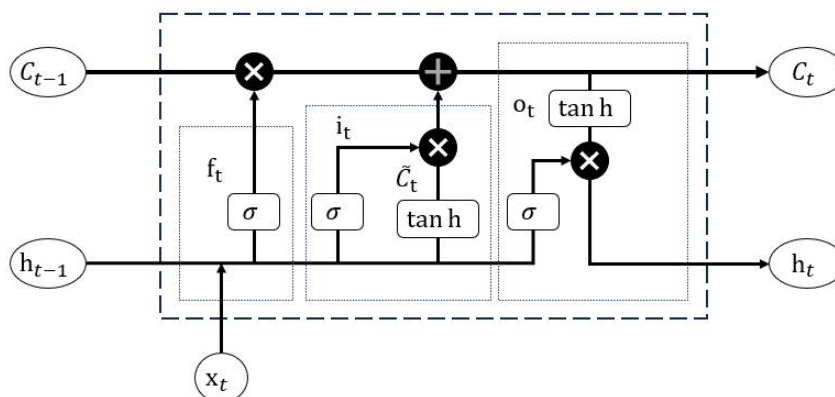 C_{t-1}
C_t
o_t
tan h
i_t
f_t
C̃_t
σ
σ
tan h
σ
h_{t-1}
h_t
x_t